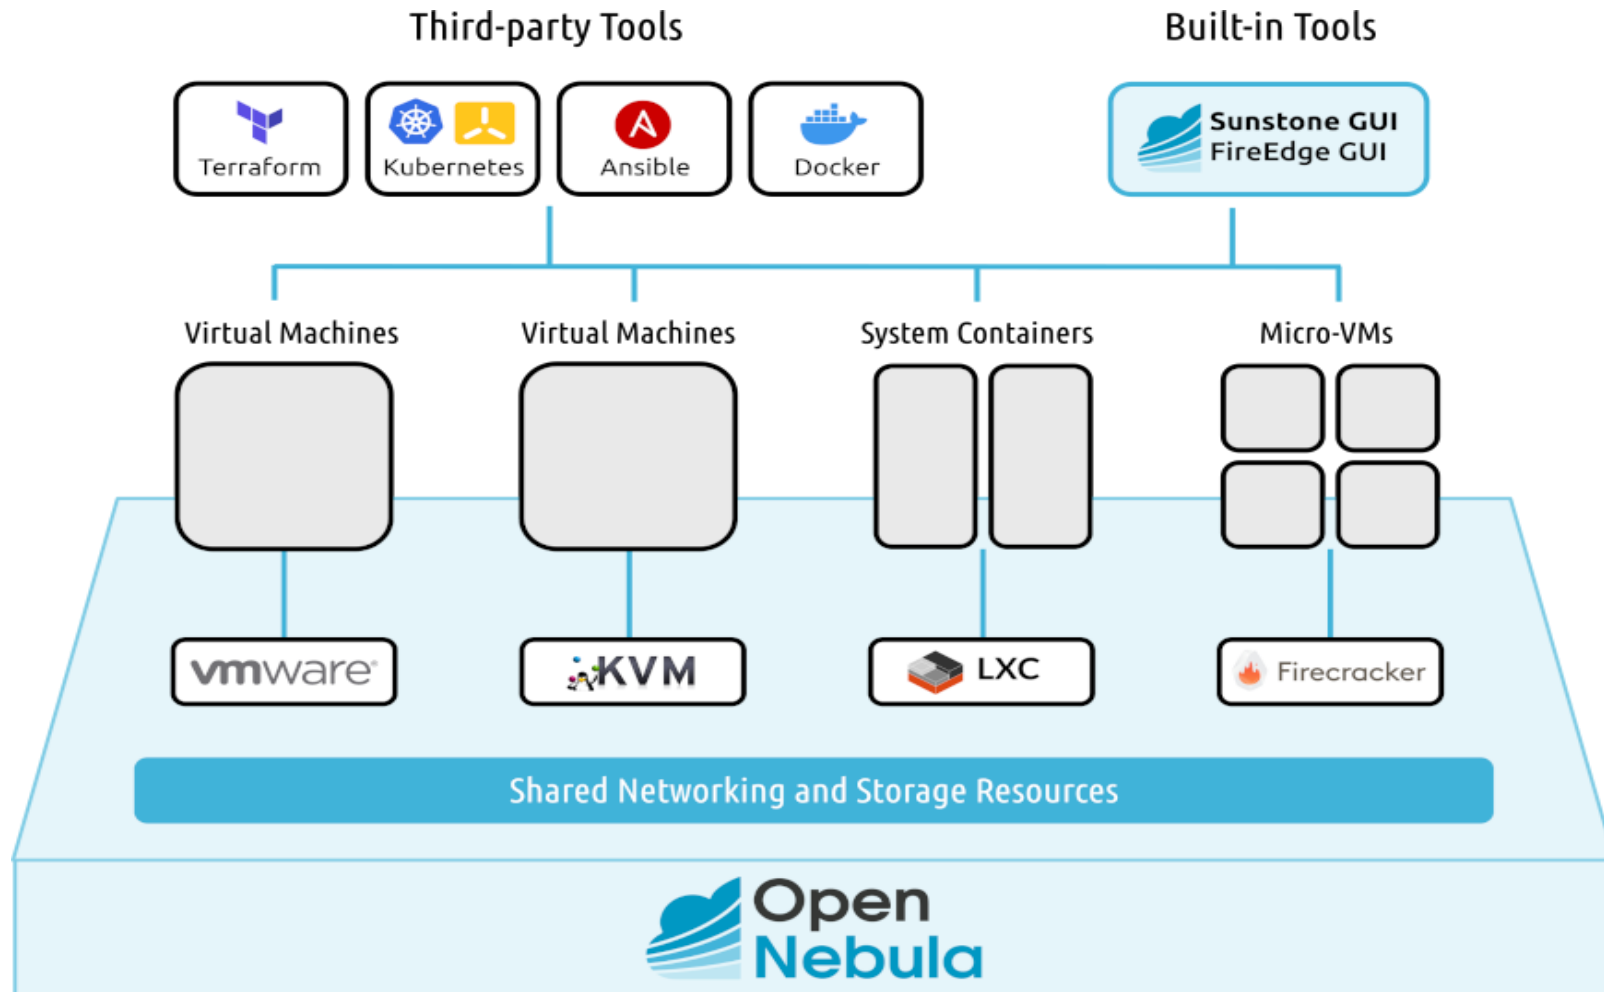 Third-party Tools
Built-in Tools
Terraform
Kubernetes
Ansible
Docker
Sunstone GUI
FireEdge GUI
Virtual Machines
Virtual Machines
System Containers
Micro-VMs
vmware®
KVM
LXC
Firecracker
Shared Networking and Storage Resources
Open
Nebula